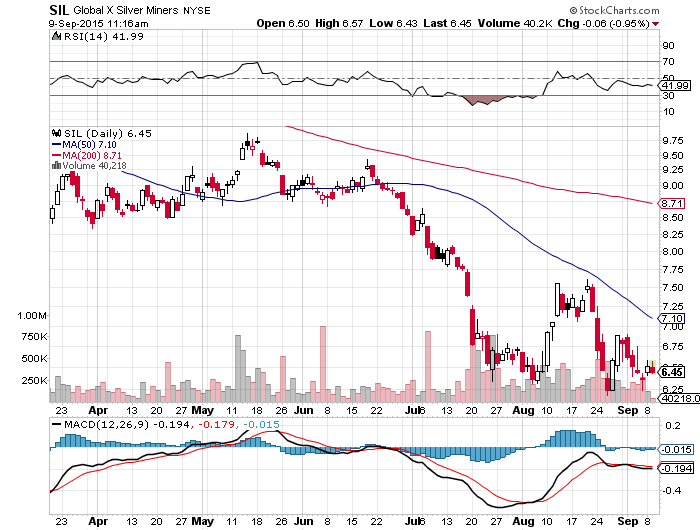 SIL Global X Silver Miners NYSE © StockCharts.com
9-Sep-2015 11:16am Open 6.50 High 6.57 Low 6.43 Last 6.45 Volume 40.2K Chg -0.06 (-0.95%)
RSI(14) 41.99
90
70
50
41.99
30
10
SIL (Daily) 6.45
MA(50) 7.10
MA(200) 8.71
Volume 40,218
9.75
9.50
9.25
9.00
8.75
8.71
8.50
8.25
8.00
7.75
7.50
7.25
7.10
7.00
6.75
6.50
6.45
6.25
1.00M
750K
500K
250K
40218.0
23 Apr 13 20 27 May 11 18 26 Jun 8 15 22 Jul 6 13 20 27 Aug 10 17 24 Sep 8
MACD(12,26,9) -0.194, -0.179, -0.015
0.2
-0.015
-0.194
-0.4
23 Apr 13 20 27 May 11 18 26 Jun 8 15 22 Jul 6 13 20 27 Aug 10 17 24 Sep 8